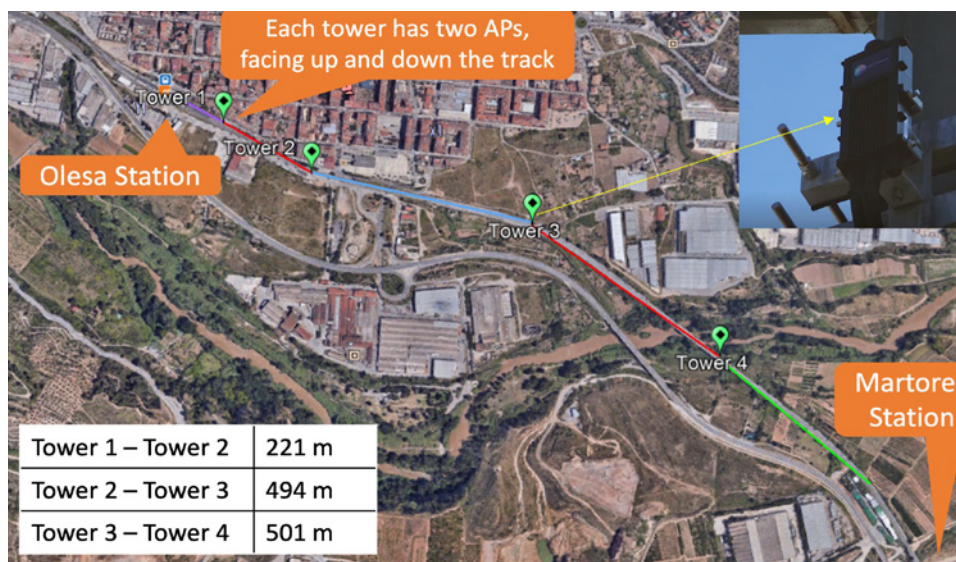 Each tower has two APs,
facing up and down the track
Tower 1
Tower 2
Olesa Station
Tower 3
Tower 4
Martore
Station
Tower 1 – Tower 2 221 m
Tower 2 – Tower 3 494 m
Tower 3 – Tower 4 501 m